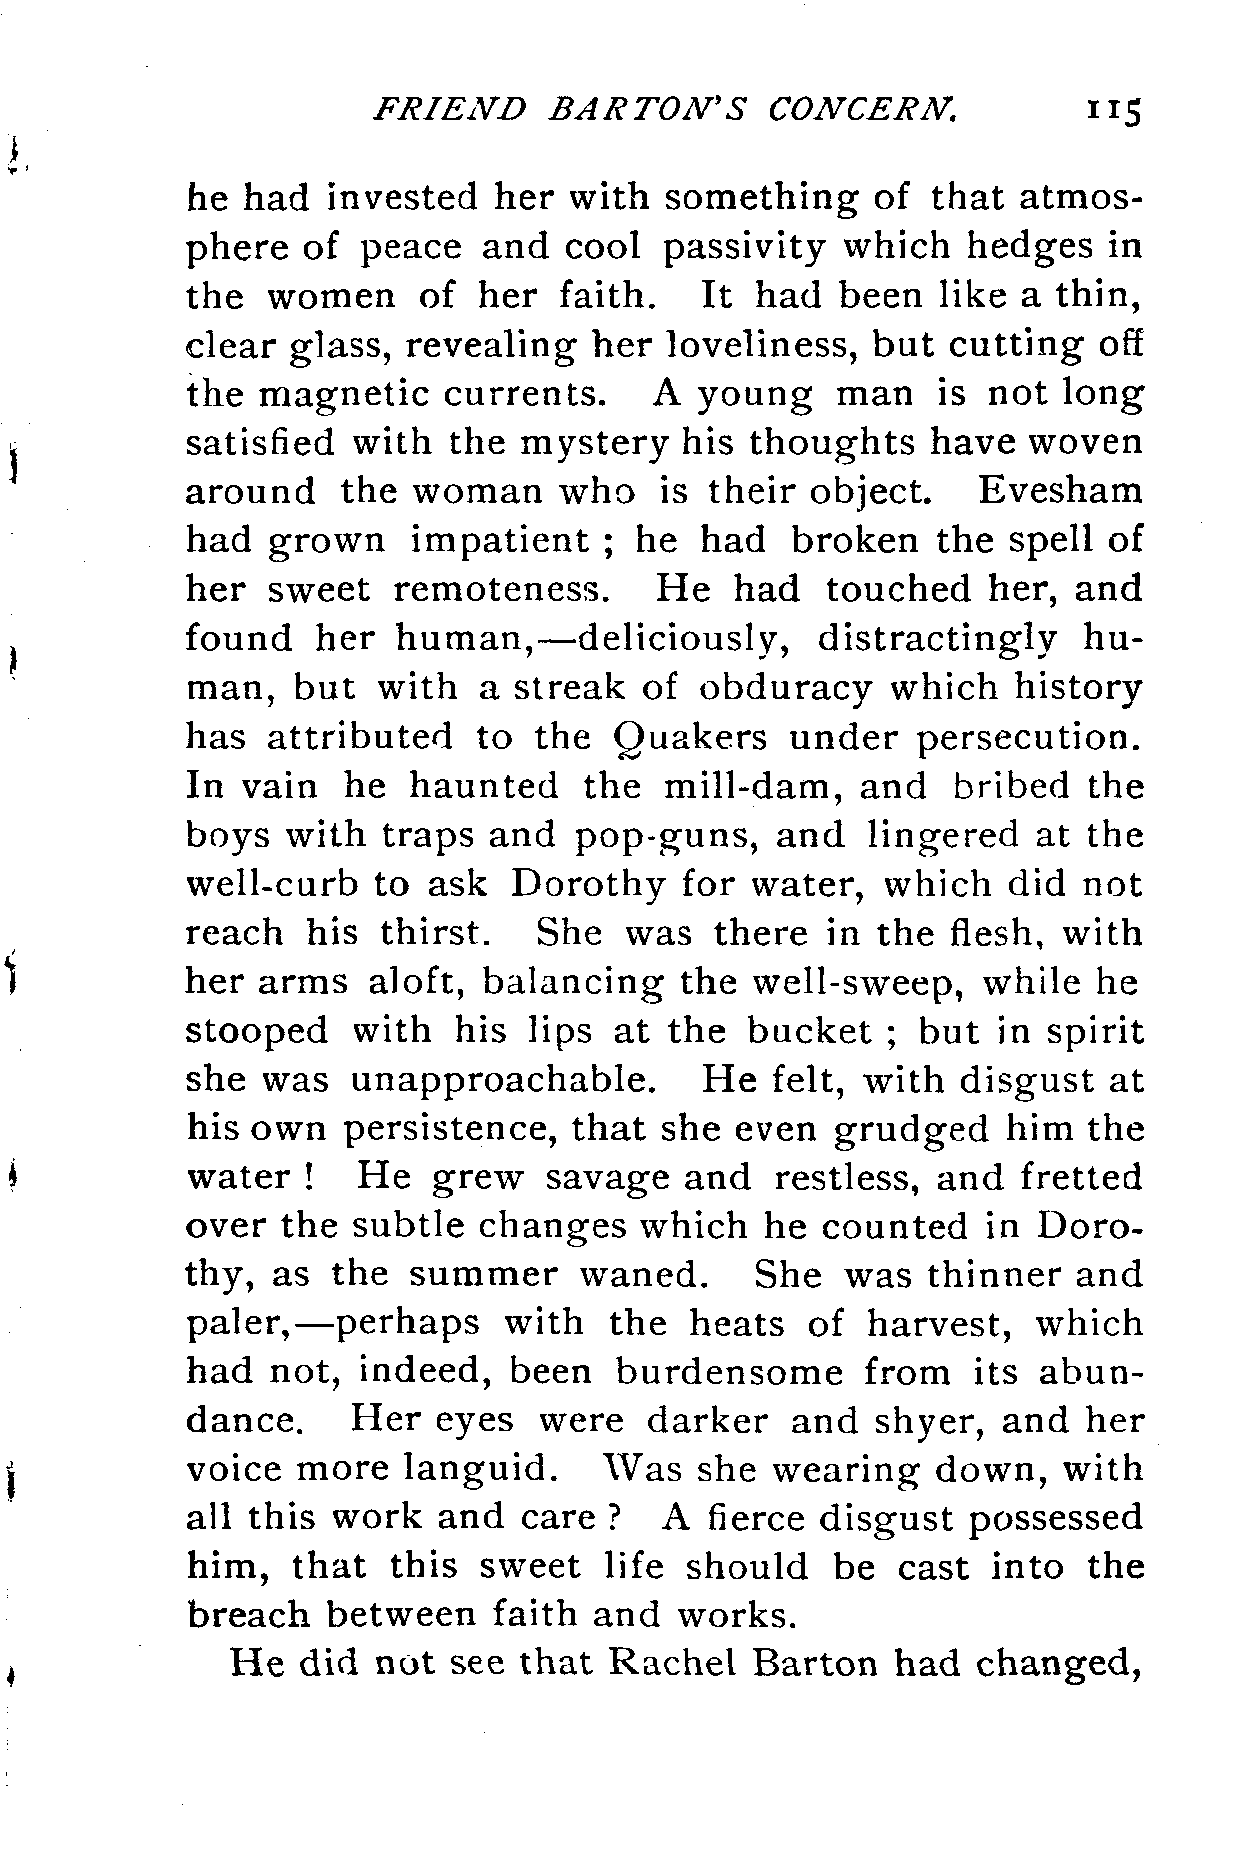 FRIEND BARTON'S CONCERN. 115
he had invested her with something of that atmos-
phere of peace and cool passivity which hedges in
the women of her faith. It had been like a thin,
clear glass, revealing her loveliness, but cutting off
the magnetic currents. A young man is not long
satisfied with the mystery his thoughts have woven
around the woman who is their object. Evesham
had grown impatient ; he had broken the spell of
her sweet remoteness. He had touched her, and
found her human,—deliciously, distractingly hu-
man, but with a streak of obduracy which history
has attributed to the Quakers under persecution.
In vain he haunted the mill-dam, and bribed the
boys with traps and pop-guns, and lingered at the
well-curb to ask Dorothy for water, which did not
reach his thirst. She was there in the flesh, with
her arms aloft, balancing the well-sweep, while he
stooped with his lips at the bucket ; but in spirit
she was unapproachable. He felt, with disgust at
his own persistence, that she even grudged him the
water ! He grew savage and restless, and fretted
over the subtle changes which he counted in Doro-
thy, as the summer waned. She was thinner and
paler,—perhaps with the heats of harvest, which
had not, indeed, been burdensome from its abun-
dance. Her eyes were darker and shyer, and her
voice more languid. Was she wearing down, with
all this work and care ? A fierce disgust possessed
him, that this sweet life should be cast into the
breach between faith and works.
He did not see that Rachel Barton had changed,